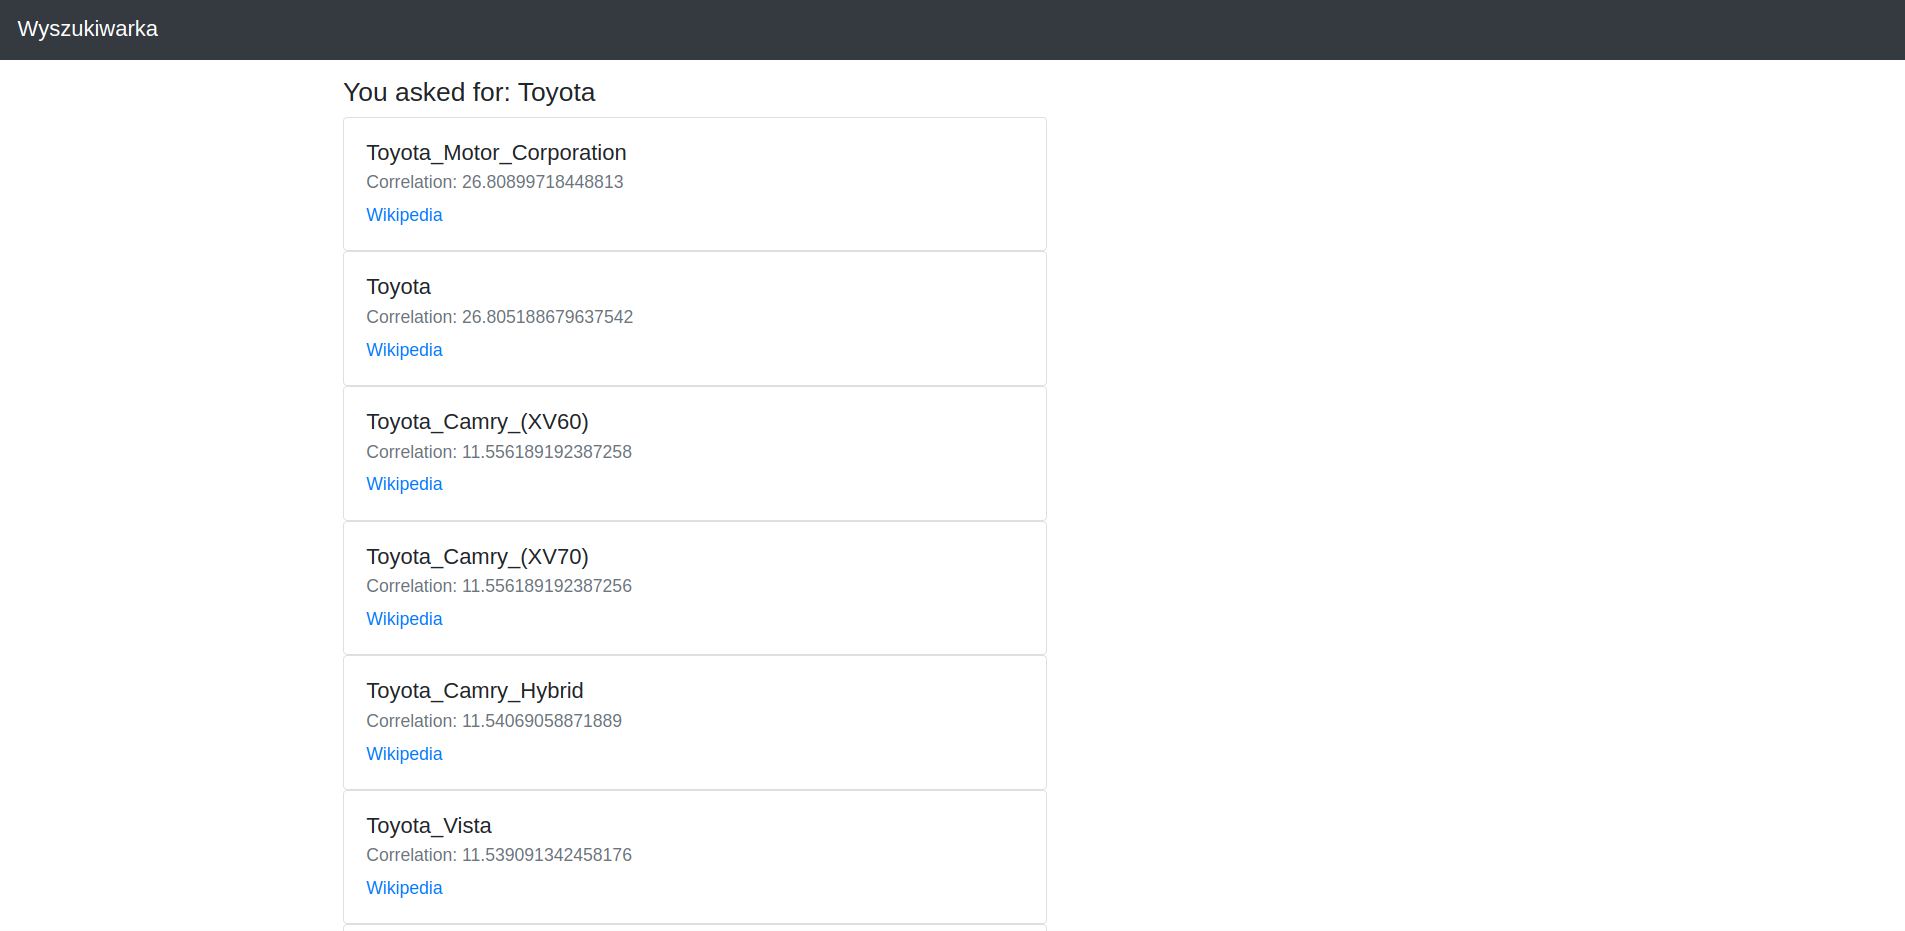 Wyszukiwarka
You asked for: Toyota
Toyota_Motor_Corporation
Correlation: 26.80899718448813
Wikipedia
Toyota
Correlation: 26.805188679637542
Wikipedia
Toyota_Camry_(XV60)
Correlation: 11.556189192387258
Wikipedia
Toyota_Camry_(XV70)
Correlation: 11.556189192387256
Wikipedia
Toyota_Camry_Hybrid
Correlation: 11.54069058871889
Wikipedia
Toyota_Vista
Correlation: 11.539091342458176
Wikipedia